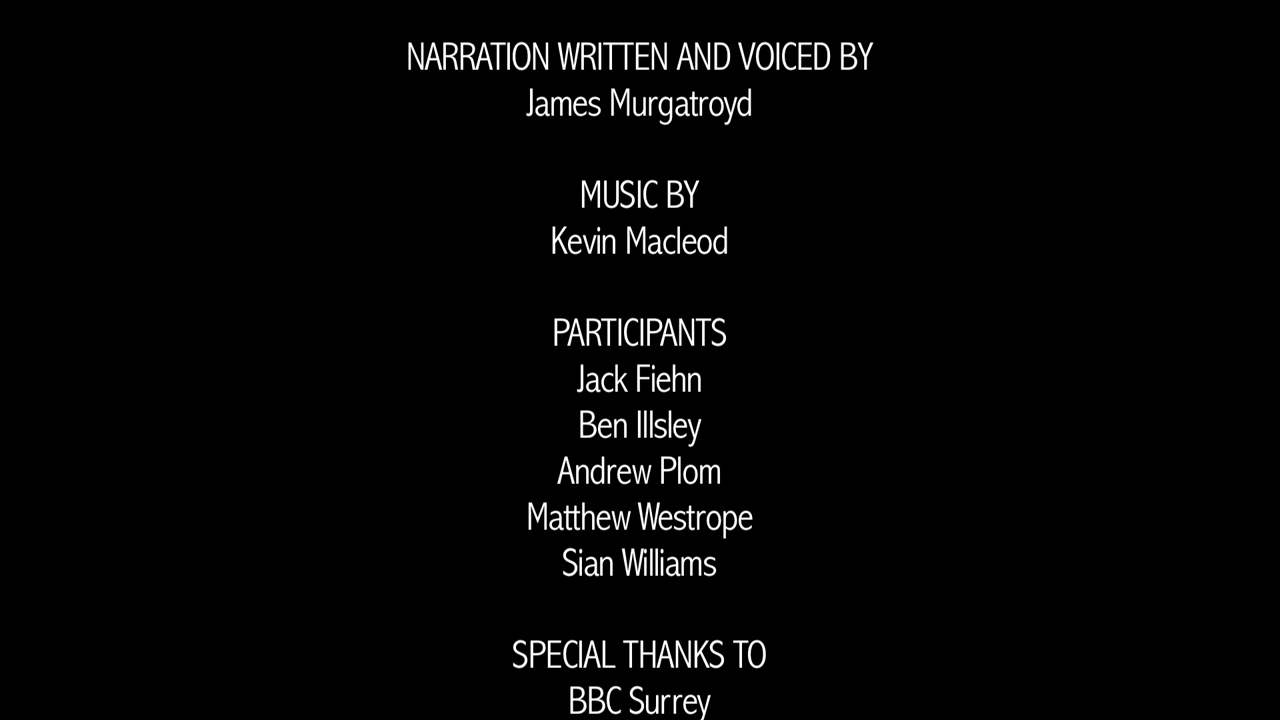 NARRATION WRITTEN AND VOICED BY
James Murgatroyd
MUSIC BY
Kevin Macleod
PARTICIPANTS
Jack Fiehn
Ben Illsley
Andrew Plom
Matthew Westrope
Sian Williams
SPECIAL THANKS TO
BBC Surrey